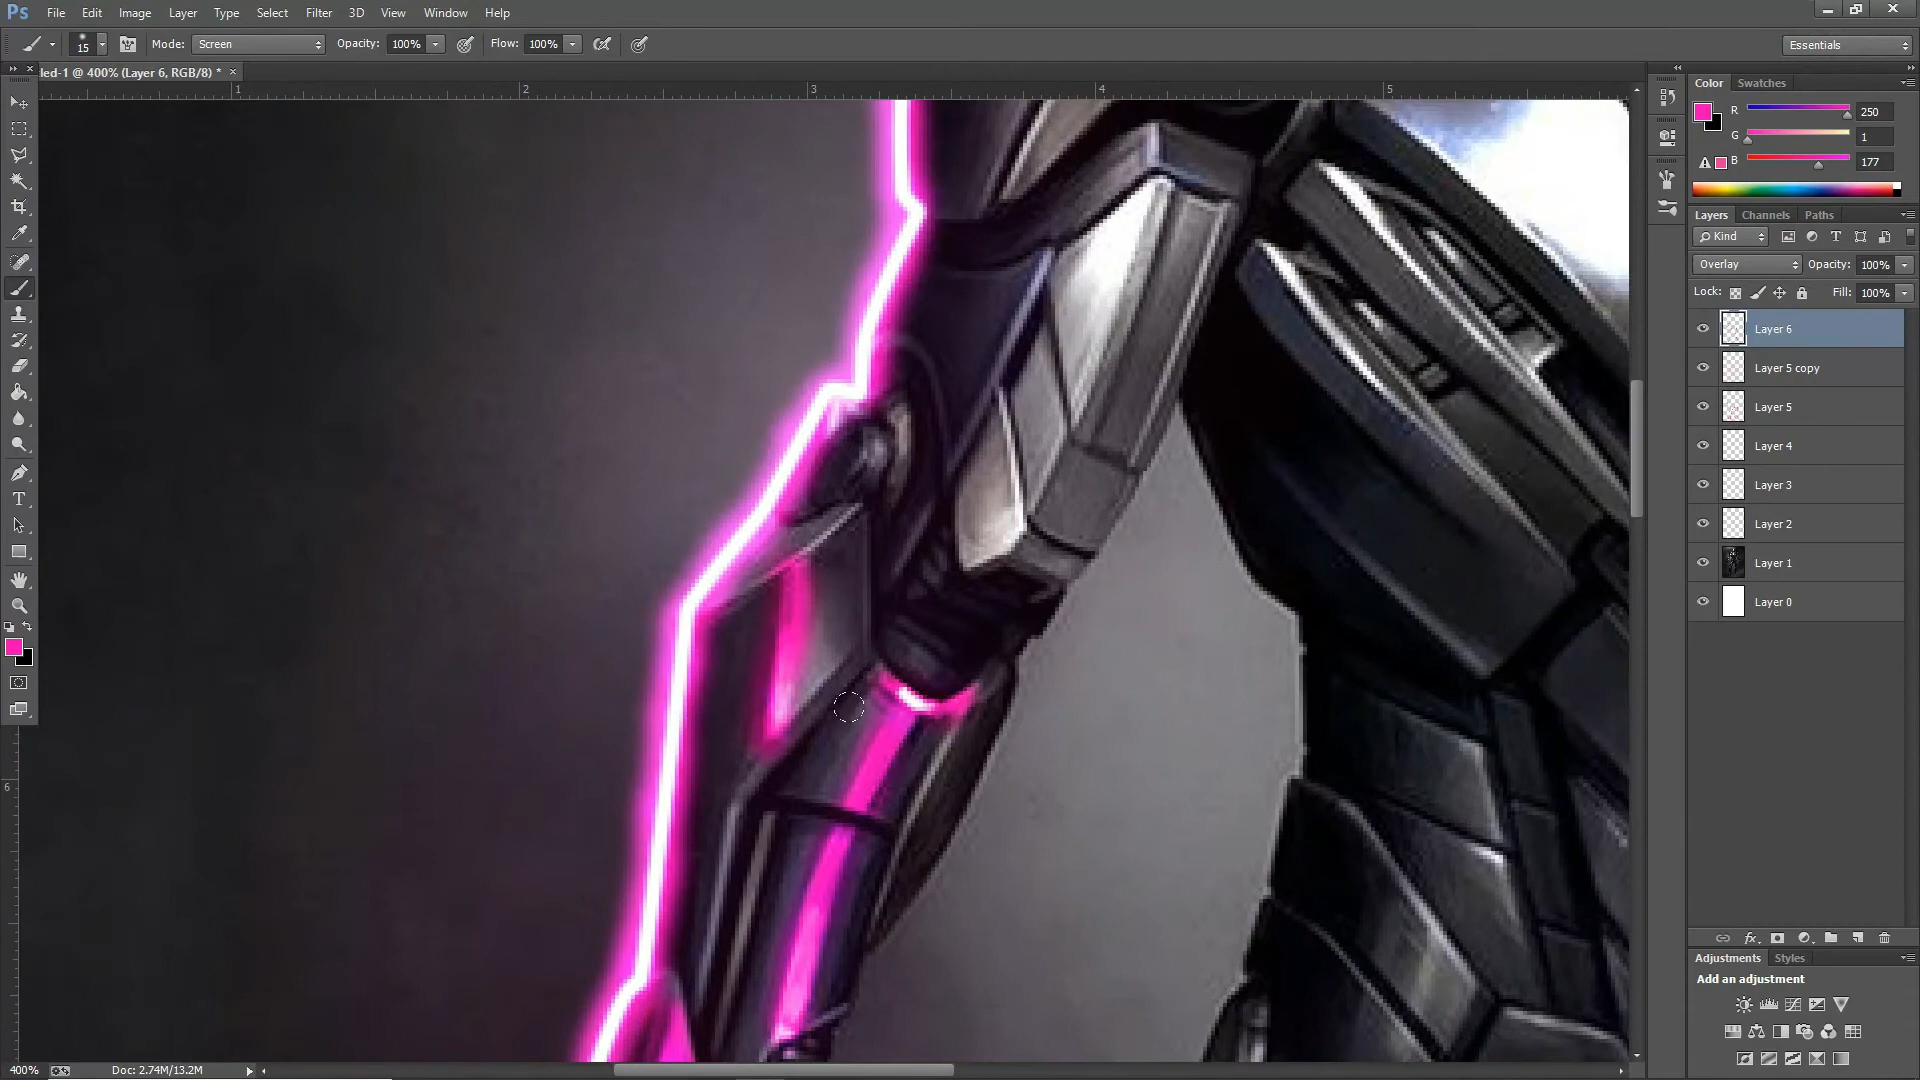 Ps File Edit Image Layer Type Select Filter 3D View Window Help
15 Mode: Screen Opacity: 100% Flow: 100% Essentials
led-1 @ 400% (Layer 6, RGB/8) * ×
1 2 3 4 5
6
Color Swatches
R 250
G 1
B 177
Layers Channels Paths
Kind
Overlay Opacity: 100%
Lock: Fill: 100%
Layer 6
Layer 5 copy
Layer 5
Layer 4
Layer 3
Layer 2
Layer 1
Layer 0
fx
Adjustments Styles
Add an adjustment
400% Doc: 2.74M/13.2M